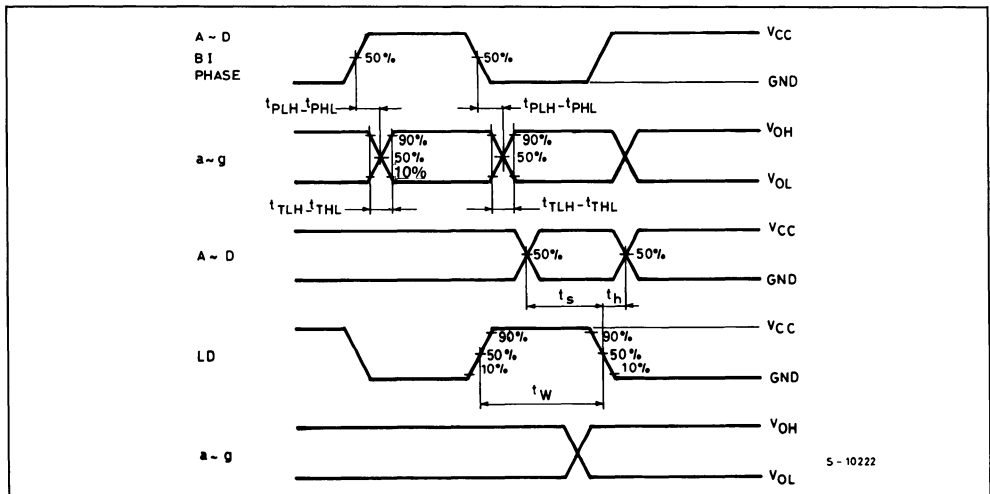 A ~ D
BI
PHASE
50%
50%
VCC
GND
tPLH-tPHL
tPLH-tPHL
a~g
90%
50%
10%
90%
50%
VOH
VOL
tTLH-tTHL
tTLH-tTHL
A ~ D
50%
50%
VCC
GND
ts
th
LD
90%
50%
10%
90%
50%
10%
VCC
GND
tW
a~g
VOH
VOL
S-10222